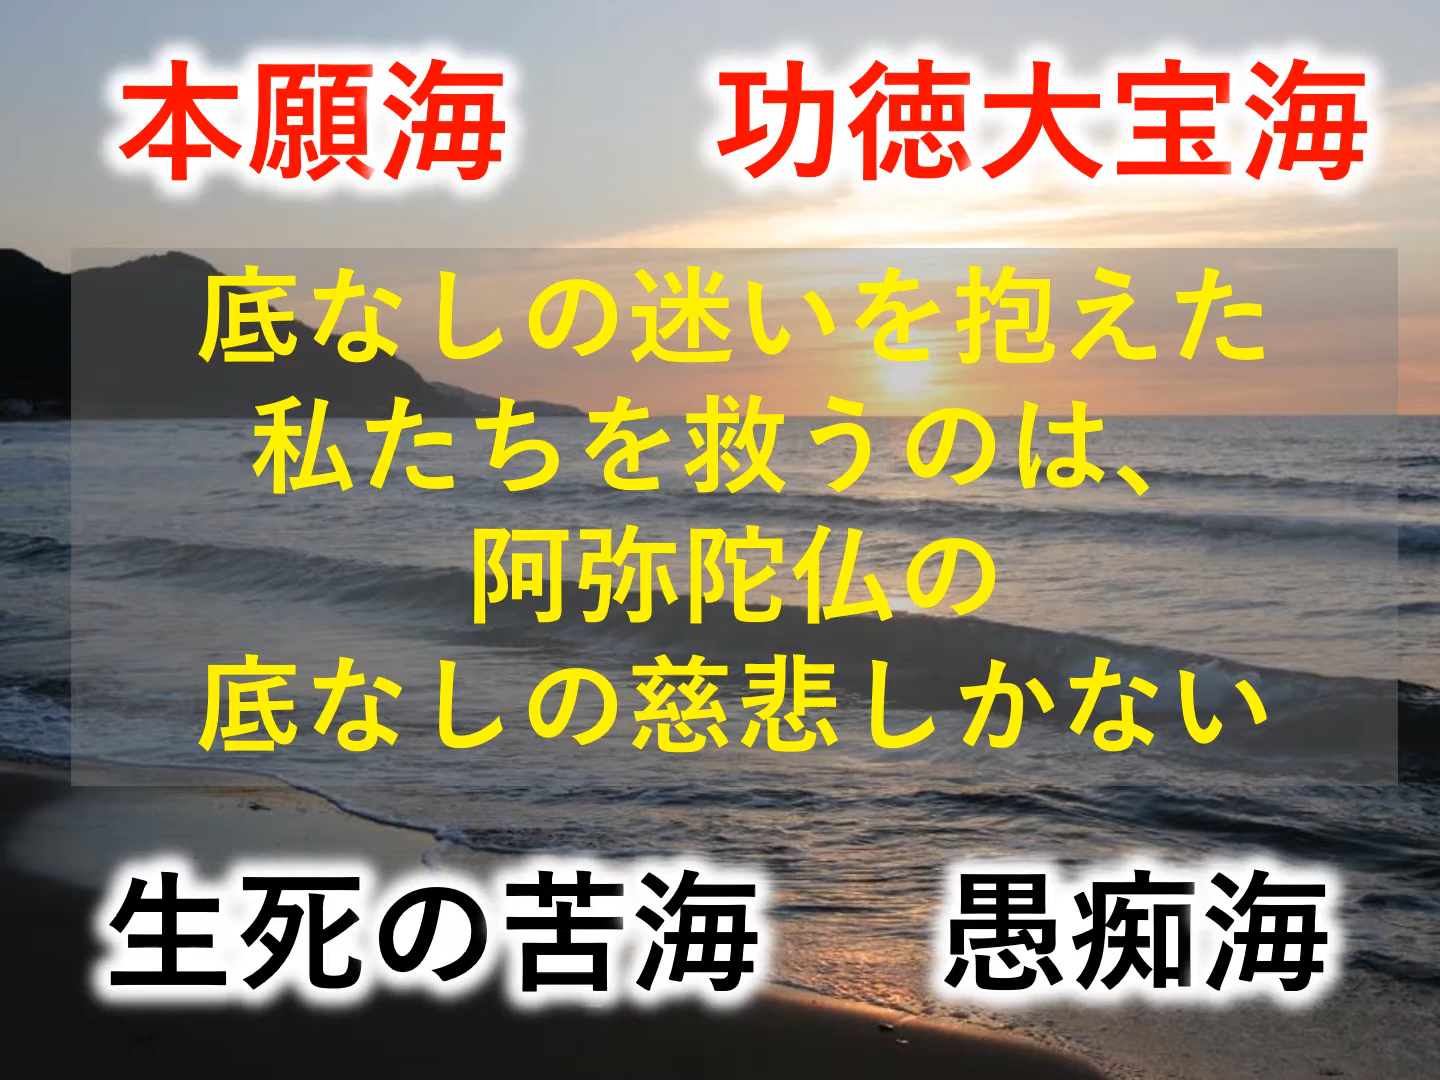 本願海
功徳大宝海
底なしの迷いを抱えた
私たちを救うのは、
阿弥陀仏の
底なしの慈悲しかない
生死の苦海
愚痴海